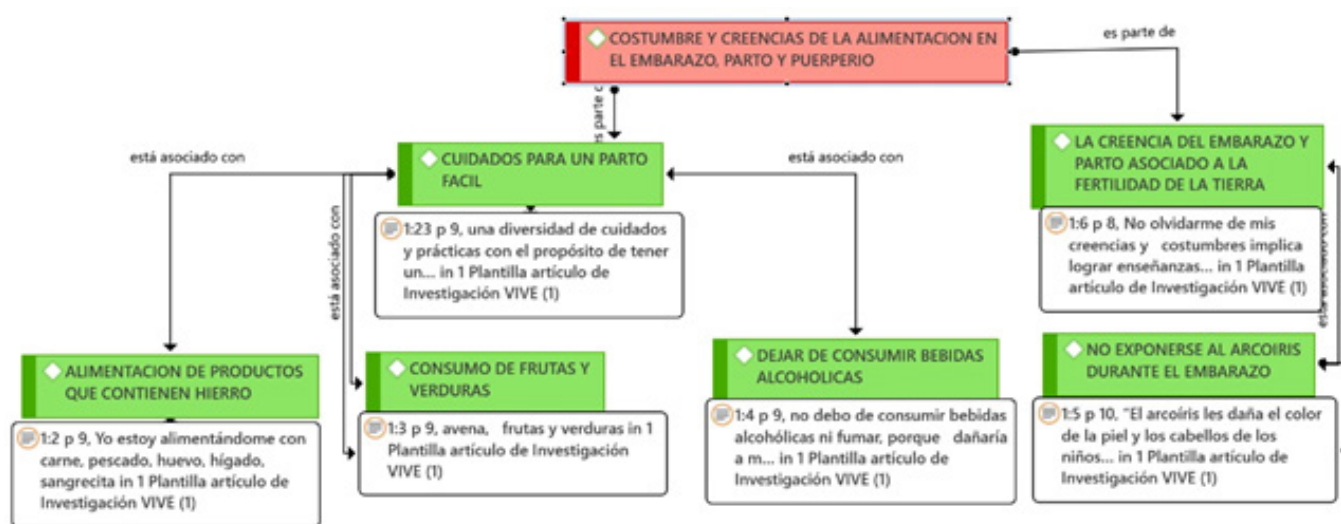 COSTUMBRE Y CREENCIAS DE LA ALIMENTACION EN
EL EMBARAZO, PARTO Y PUERPERIO
es parte de
es parte
CUIDADOS PARA UN PARTO
FACIL
está asociado con
está asociado con
está asociado con
1:23 p 9, una diversidad de cuidados
y prácticas con el propósito de tener
un... in 1 Plantilla artículo de
Investigación VIVE (1)
LA CREENCIA DEL EMBARAZO Y
PARTO ASOCIADO A LA
FERTILIDAD DE LA TIERRA
1:6 p 8, No olvidarme de mis
creencias y costumbres implica
lograr enseñanzas... in 1 Plantilla
artículo de Investigación VIVE (1)
ALIMENTACION DE PRODUCTOS
QUE CONTIENEN HIERRO
1:2 p 9, Yo estoy alimentándome con
carne, pescado, huevo, hígado,
sangrecita in 1 Plantilla artículo de
Investigación VIVE (1)
CONSUMO DE FRUTAS Y
VERDURAS
1:3 p 9, avena, frutas y verduras in 1
Plantilla artículo de Investigación
VIVE (1)
DEJAR DE CONSUMIR BEBIDAS
ALCOHOLICAS
1:4 p 9, no debo de consumir bebidas
alcohólicas ni fumar, porque dañaría
a m... in 1 Plantilla artículo de
Investigación VIVE (1)
NO EXPONERSE AL ARCOIRIS
DURANTE EL EMBARAZO
1:5 p 10, "El arcoíris les daña el color
de la piel y los cabellos de los
niños... in 1 Plantilla artículo de
Investigación VIVE (1)